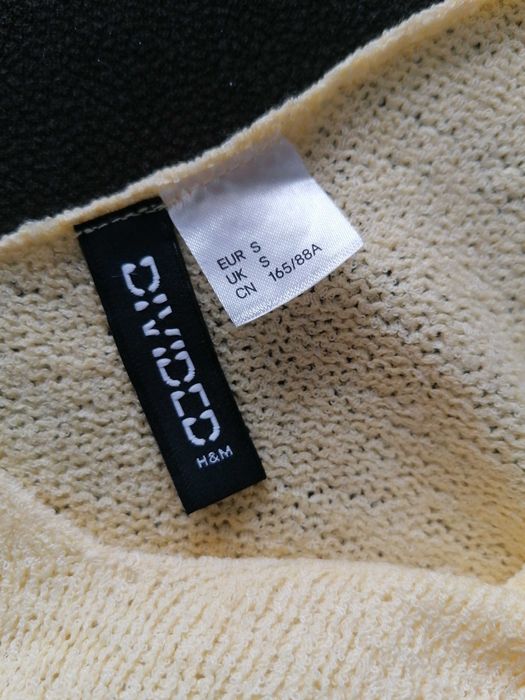 EUR S
UK S
CN 165/88A
DIVIDED
H&M